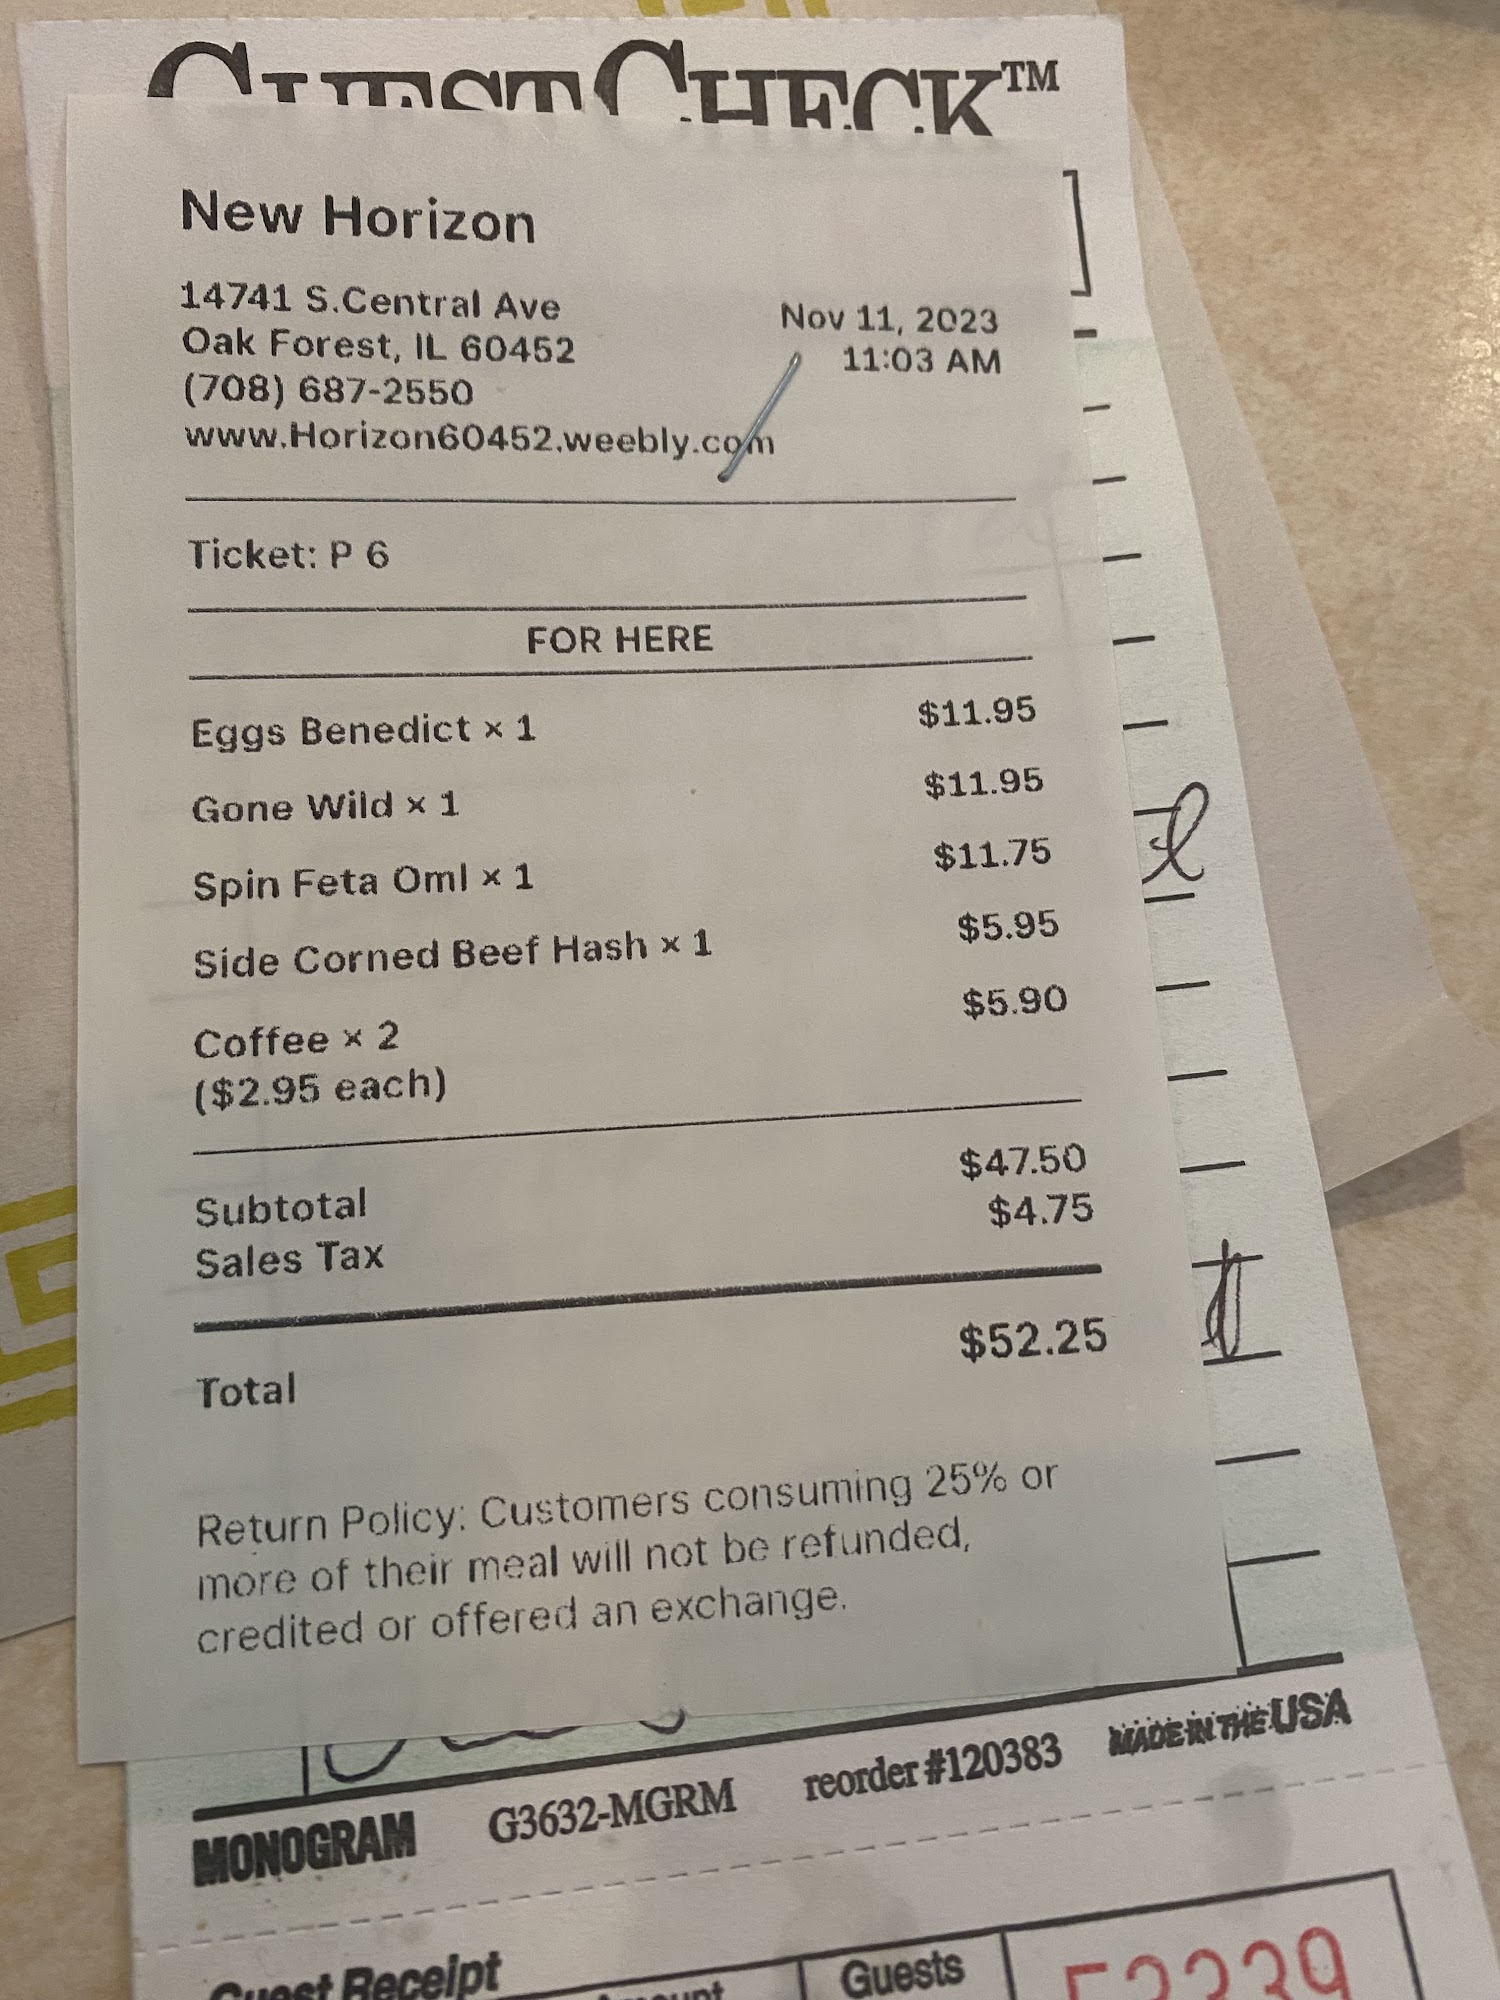 GUEST CHECK™
New Horizon
14741 S.Central Ave
Oak Forest, IL 60452
(708) 687-2550
www.Horizon60452.weebly.com
Nov 11, 2023
11:03 AM
Ticket: P 6
FOR HERE
Eggs Benedict × 1 $11.95
Gone Wild × 1 $11.95
Spin Feta Oml × 1 $11.75
Side Corned Beef Hash × 1 $5.95
Coffee × 2 $5.90
($2.95 each)
Subtotal $47.50
Sales Tax $4.75
Total $52.25
Return Policy: Customers consuming 25% or
more of their meal will not be refunded,
credited or offered an exchange.
MONOGRAM G3632-MGRM reorder #120383 MADE IN THE USA
Guest Receipt
Guests